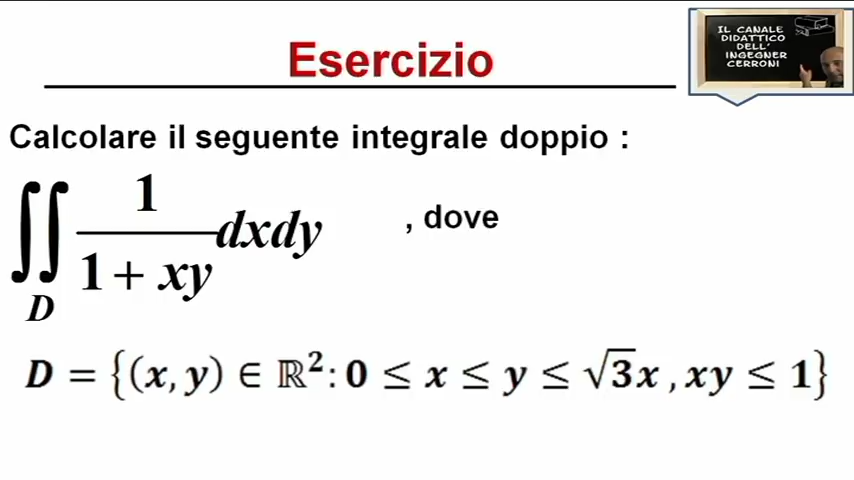 IL CANALE
DIDATTICO
DELL'
INGEGNER
CERRONI
Esercizio
Calcolare il seguente integrale doppio :
∬_D 1/(1 + xy) dxdy , dove
D = {(x, y) ∈ ℝ²: 0 ≤ x ≤ y ≤ √3x , xy ≤ 1}